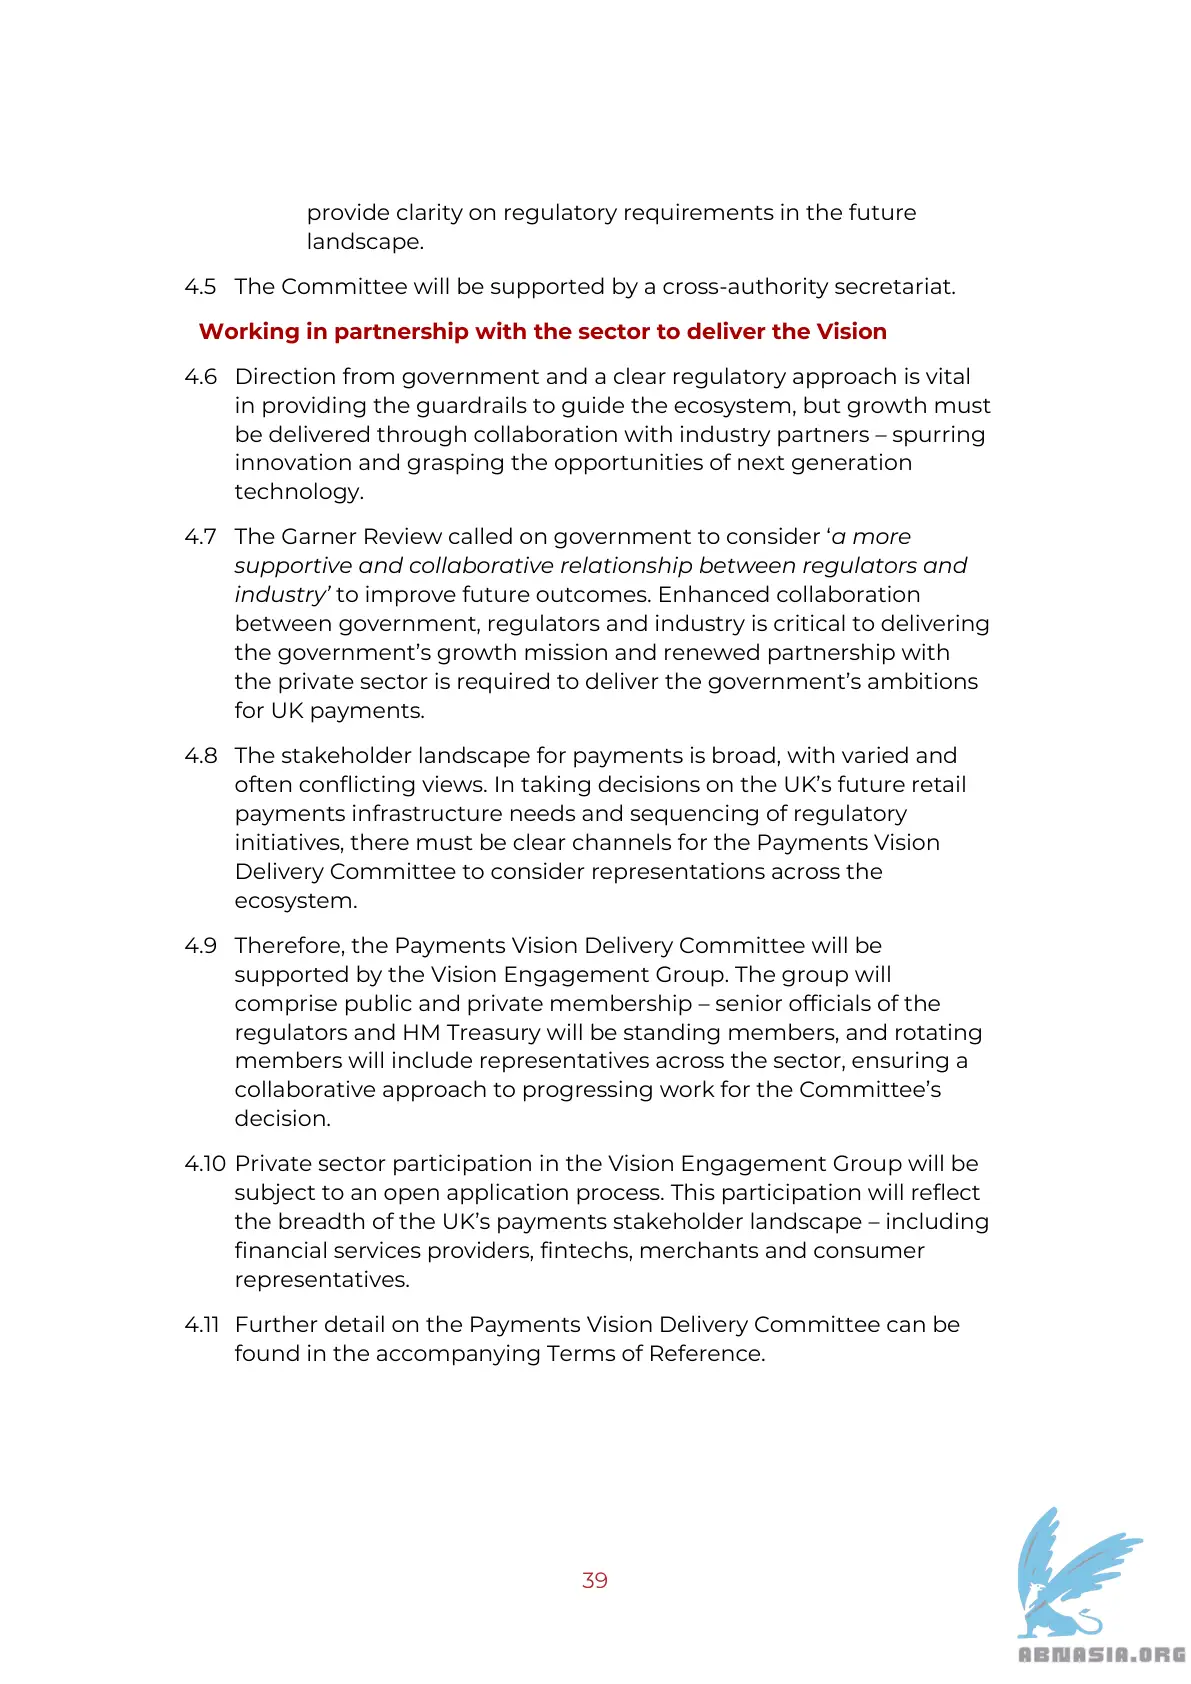 provide clarity on regulatory requirements in the future
landscape.
4.5 The Committee will be supported by a cross-authority secretariat.
Working in partnership with the sector to deliver the Vision
4.6 Direction from government and a clear regulatory approach is vital
in providing the guardrails to guide the ecosystem, but growth must
be delivered through collaboration with industry partners – spurring
innovation and grasping the opportunities of next generation
technology.
4.7 The Garner Review called on government to consider ‘a more
supportive and collaborative relationship between regulators and
industry’ to improve future outcomes. Enhanced collaboration
between government, regulators and industry is critical to delivering
the government’s growth mission and renewed partnership with
the private sector is required to deliver the government’s ambitions
for UK payments.
4.8 The stakeholder landscape for payments is broad, with varied and
often conflicting views. In taking decisions on the UK’s future retail
payments infrastructure needs and sequencing of regulatory
initiatives, there must be clear channels for the Payments Vision
Delivery Committee to consider representations across the
ecosystem.
4.9 Therefore, the Payments Vision Delivery Committee will be
supported by the Vision Engagement Group. The group will
comprise public and private membership – senior officials of the
regulators and HM Treasury will be standing members, and rotating
members will include representatives across the sector, ensuring a
collaborative approach to progressing work for the Committee’s
decision.
4.10 Private sector participation in the Vision Engagement Group will be
subject to an open application process. This participation will reflect
the breadth of the UK’s payments stakeholder landscape – including
financial services providers, fintechs, merchants and consumer
representatives.
4.11 Further detail on the Payments Vision Delivery Committee can be
found in the accompanying Terms of Reference.
39
ABNASIA.ORG